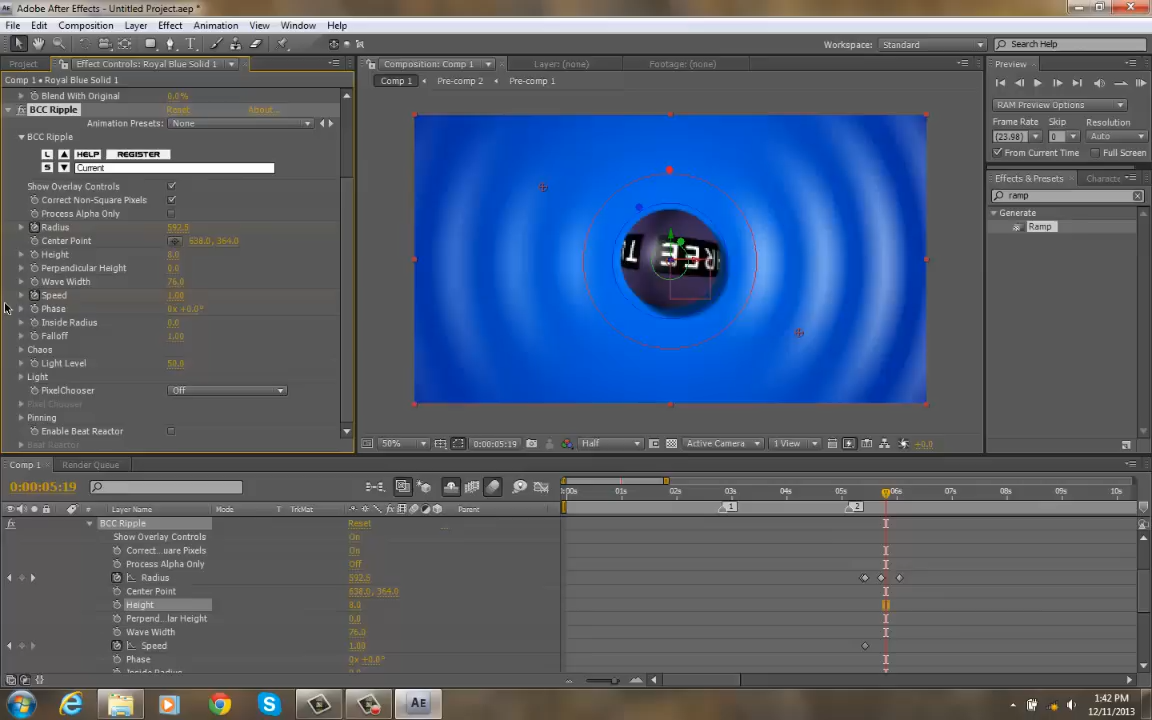 Adobe After Effects - Untitled Project.aep *
File Edit Composition Layer Effect Animation View Window Help
Workspace: Standard Search Help
Project Effect Controls: Royal Blue Solid 1 Composition: Comp 1 Layer: (none) Footage: (none) Preview
Comp 1 • Royal Blue Solid 1 Comp 1 Pre-comp 2 Pre-comp 1
Blend With Original 0.0%
BCC Ripple Reset About...
Animation Presets: None
BCC Ripple
L HELP REGISTER
S Current
Show Overlay Controls
Correct Non-Square Pixels
Process Alpha Only
Radius 592.5
Center Point 638.0, 364.0
Height 8.0
Perpendicular Height 0.0
Wave Width 76.0
Speed 1.00
Phase 0x +0.0°
Inside Radius 0.0
Falloff 1.00
Chaos
Light Level 50.0
Light
PixelChooser Off
Pixel Chooser
Pinning
Enable Beat Reactor
Beat Reactor
50% 0:00:05:19 Half Active Camera 1 View +0.0
RAM Preview Options
Frame Rate Skip Resolution
(23.98) 0 Auto
From Current Time Full Screen
Effects & Presets Characte
ramp
Generate
Ramp
Comp 1 Render Queue
0:00:05:19
:00s 01s 02s 03s 04s 05s 06s 07s 08s 09s 10s
# Layer Name Mode T TrkMat Parent
1 2
BCC Ripple Reset
Show Overlay Controls On
Correct...uare Pixels On
Process Alpha Only Off
Radius 592.5
Center Point 638.0, 364.0
Height 8.0
Perpend...lar Height 0.0
Wave Width 76.0
Speed 1.00
Phase 0x +0.0°
Inside Radius 0.0
AE
1:42 PM
12/11/2013